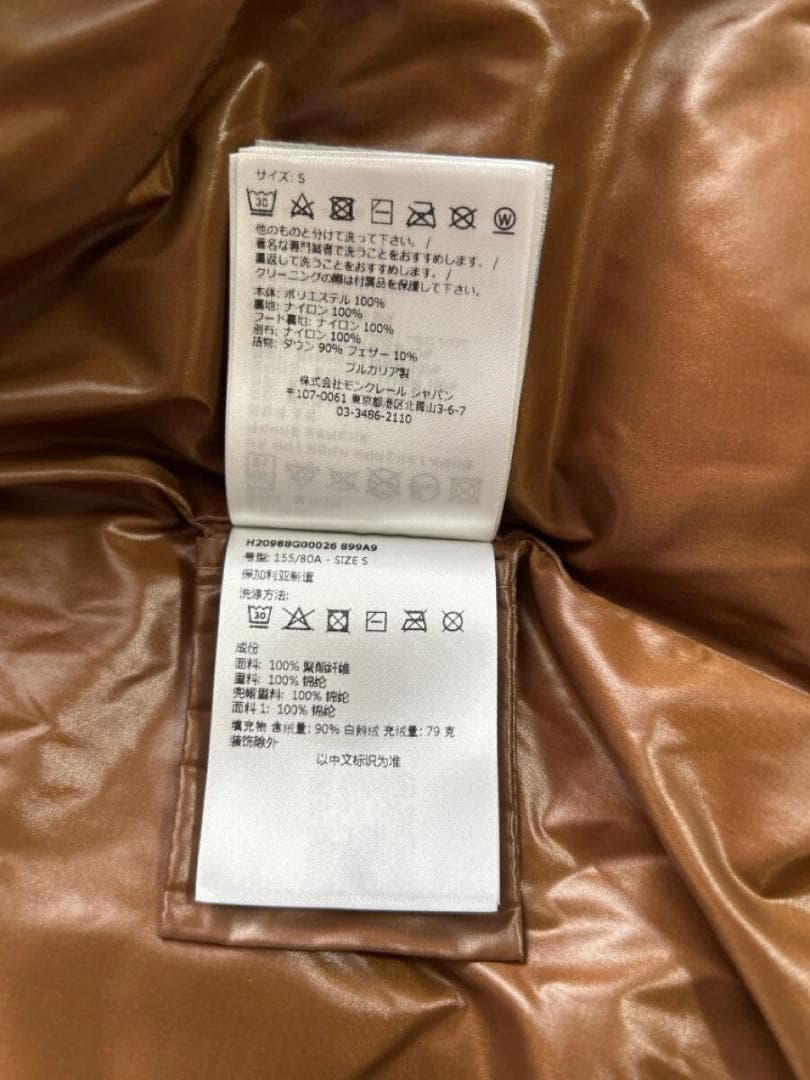 サイズ: S
30
W
他のものと分けて洗って下さい。 /
著名な専門業者で洗うことをおすすめします。 /
裏返して洗うことをおすすめします。 /
クリーニングの際は付属品を保護して下さい。
本体: ポリエステル 100%
裏地: ナイロン 100%
フード裏地: ナイロン 100%
別布: ナイロン 100%
詰物: ダウン 90% フェザー 10%
ブルガリア製
株式会社モンクレール ジャパン
〒107-0061 東京都港区北青山3-6-7
03-3486-2110
H20988G00026 899A9
号型: 155/80A - SIZE S
保加利亚制造
洗涤方法:
30
成份
面料: 100% 聚酯纤维
里料: 100% 锦纶
兜帽里料: 100% 锦纶
面料 1: 100% 锦纶
填充物 含绒量: 90% 白鹅绒 充绒量: 79 克
装饰除外
以中文标识为准